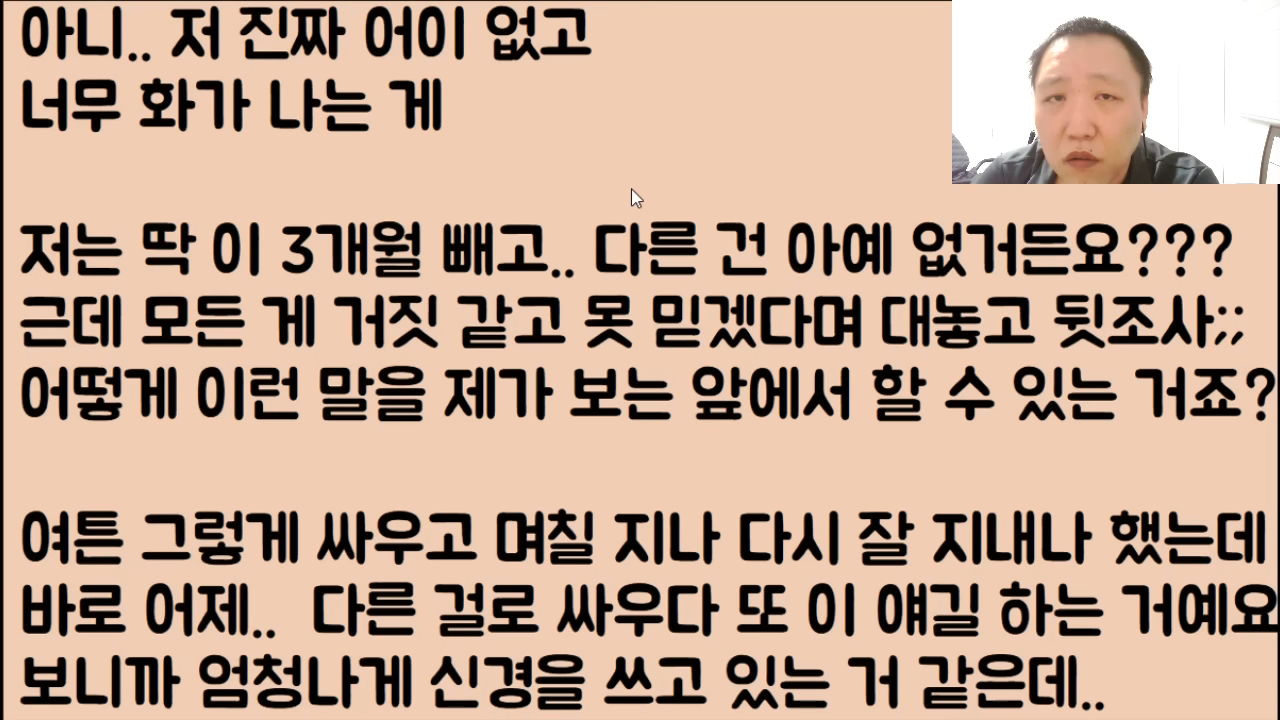 아니.. 저 진짜 어이 없고
너무 화가 나는 게
저는 딱 이 3개월 빼고.. 다른 건 아예 없거든요???
근데 모든 게 거짓 같고 못 믿겠다며 대놓고 뒷조사;;
어떻게 이런 말을 제가 보는 앞에서 할 수 있는 거죠?
여튼 그렇게 싸우고 며칠 지나 다시 잘 지내나 했는데
바로 어제.. 다른 걸로 싸우다 또 이 얘길 하는 거예요
보니까 엄청나게 신경을 쓰고 있는 거 같은데..